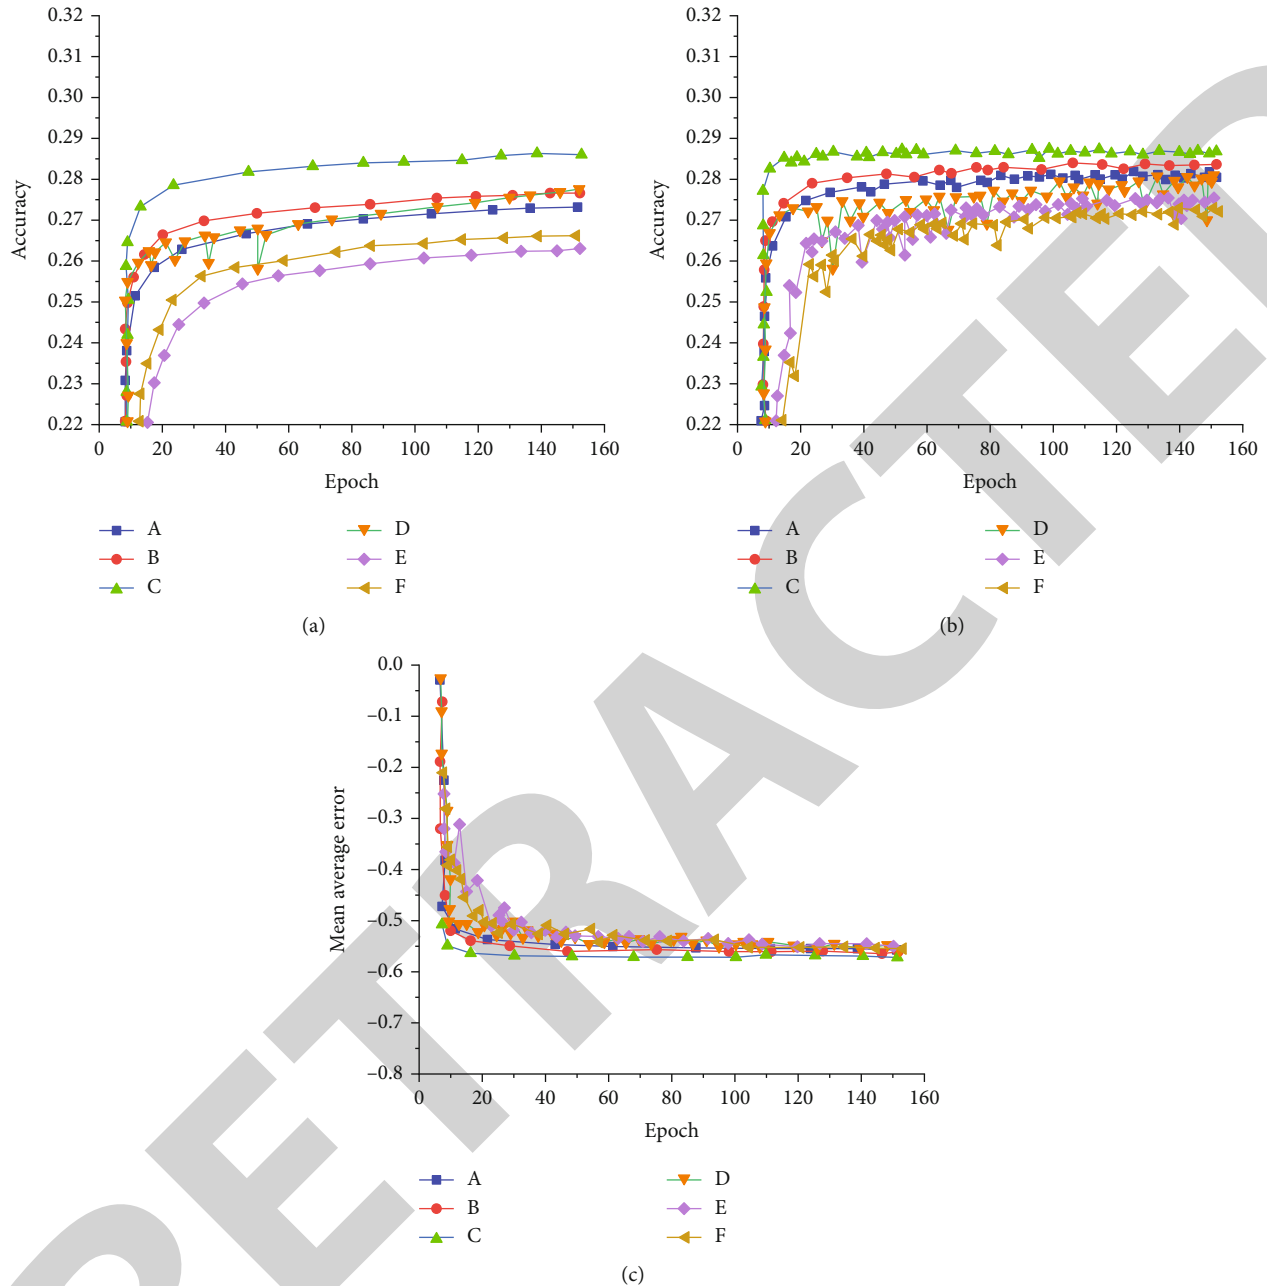 0.32
0.31
0.30
0.29
0.28
0.27
0.26
0.25
0.24
0.23
0.22
Accuracy
0 20 40 60 80 100 120 140 160
Epoch
A
B
C
D
E
F
(a)
0.32
0.31
0.30
0.29
0.28
0.27
0.26
0.25
0.24
0.23
0.22
Accuracy
0 20 40 60 80 100 120 140 160
Epoch
A
B
C
D
E
F
(b)
0.0
–0.1
–0.2
–0.3
–0.4
–0.5
–0.6
–0.7
–0.8
Mean average error
0 20 40 60 80 100 120 140 160
Epoch
A
B
C
D
E
F
(c)
RETRACTED